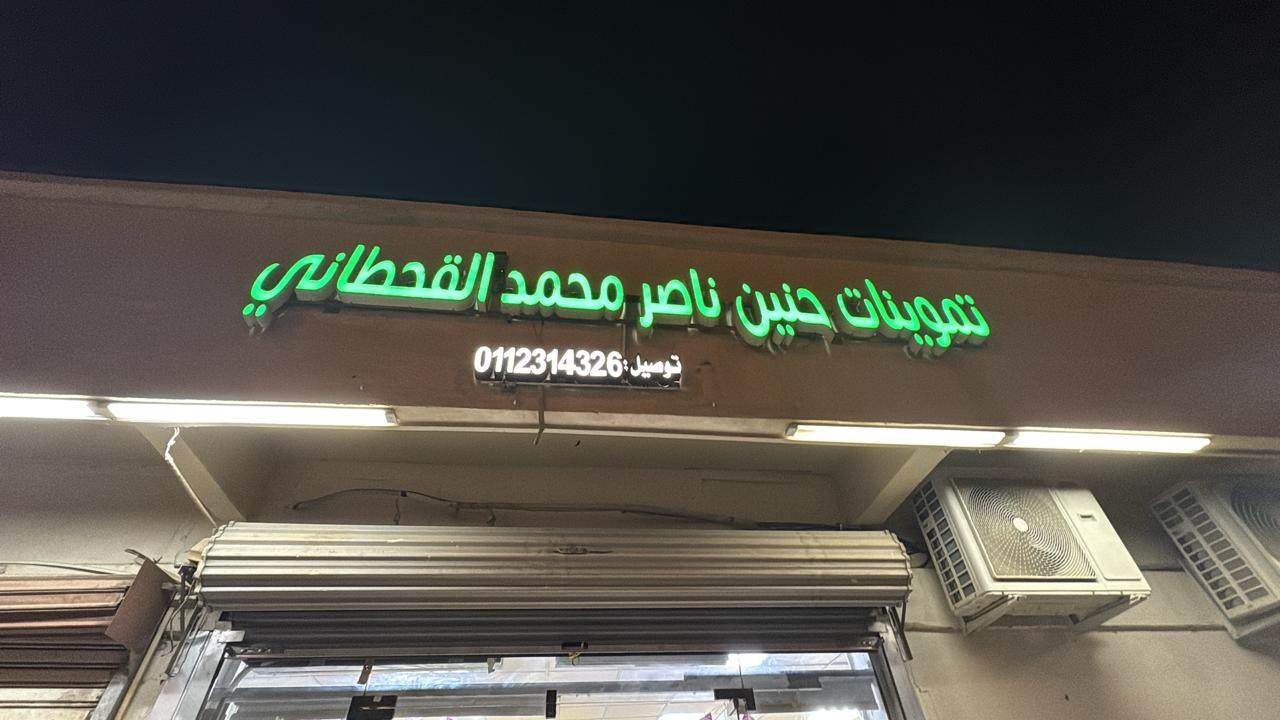 تموينات حنين ناصر محمد القحطاني
توصيل: 0112314326